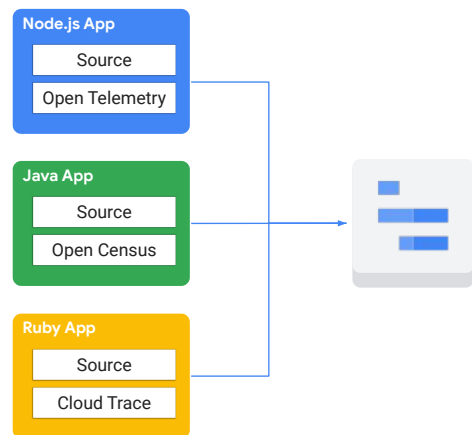 Node.js App
Source
Open Telemetry
Java App
Source
Open Census
Ruby App
Source
Cloud Trace